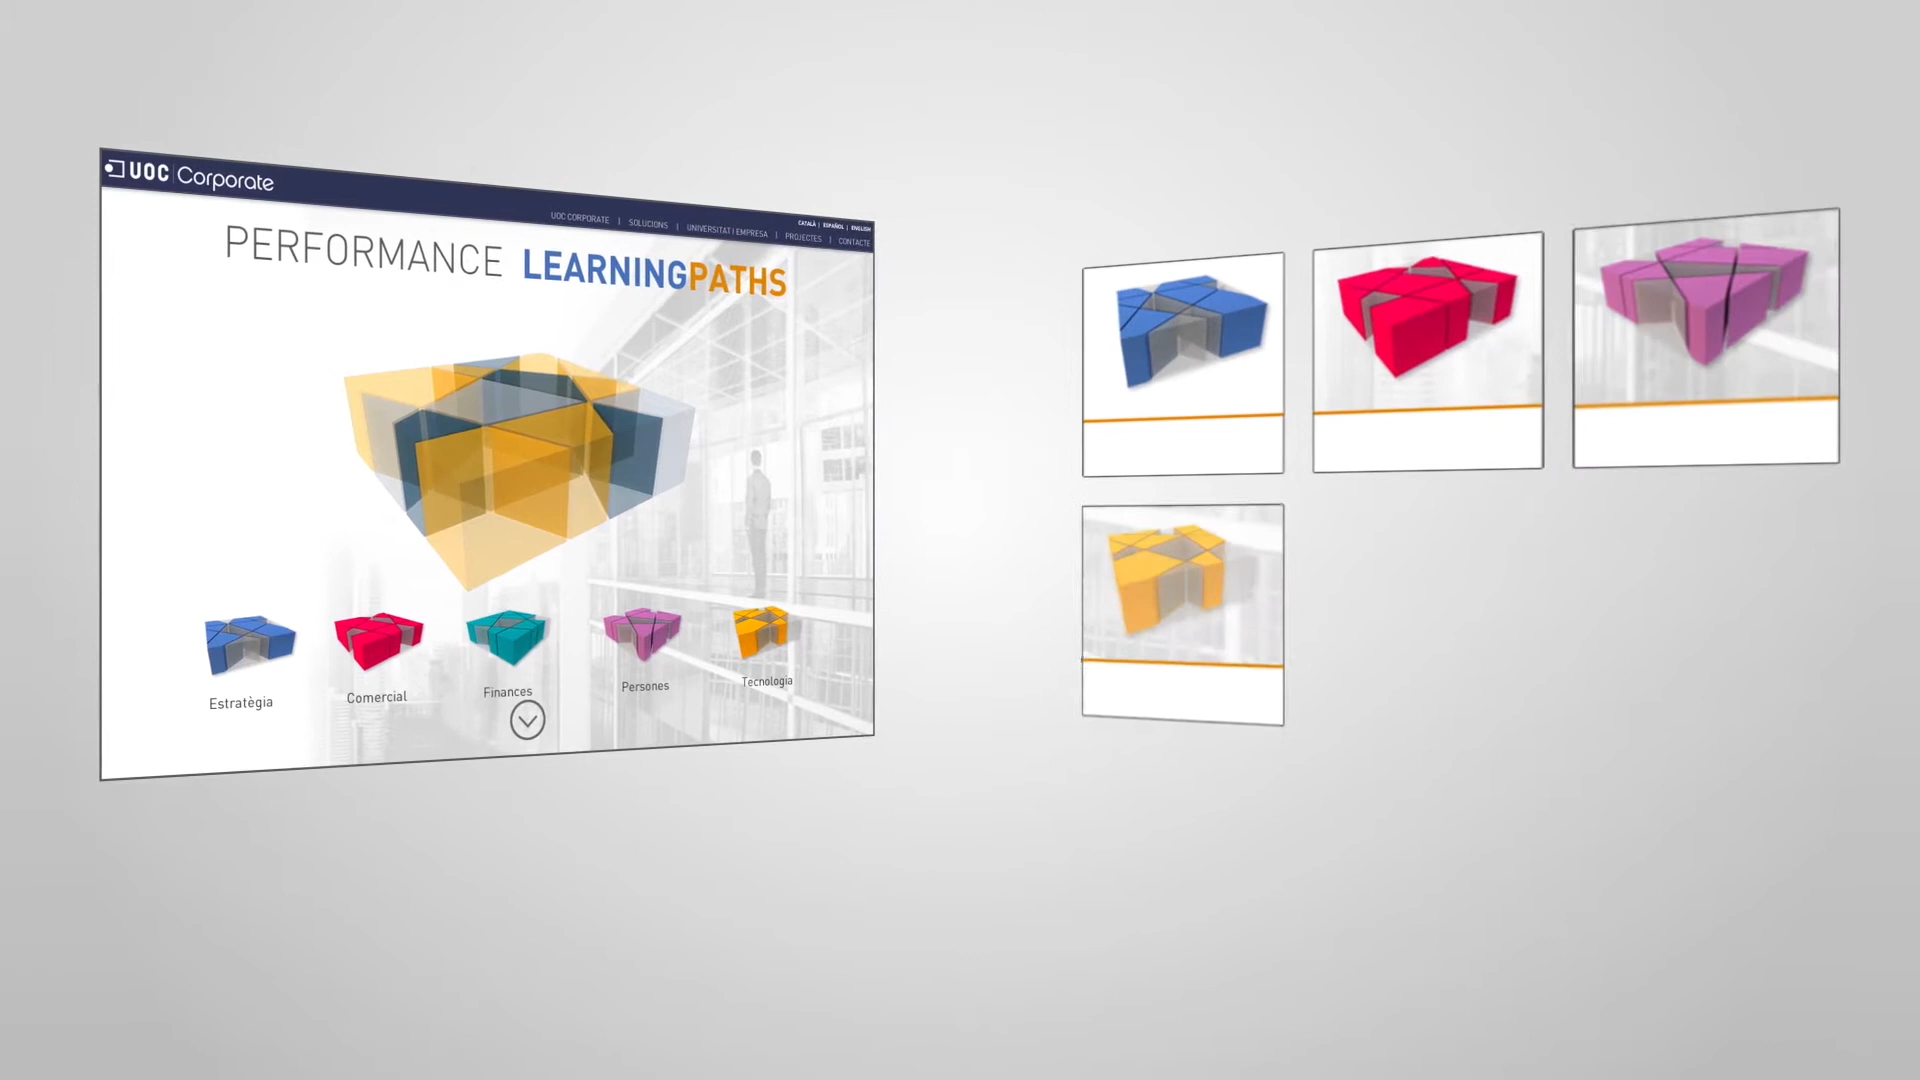 UOC | Corporate
CATALÀ | ESPAÑOL | ENGLISH
UOC CORPORATE | SOLUCIONS | UNIVERSITAT I EMPRESA | PROJECTES | CONTACTE
PERFORMANCE LEARNINGPATHS
Estratègia
Comercial
Finances
Persones
Tecnologia